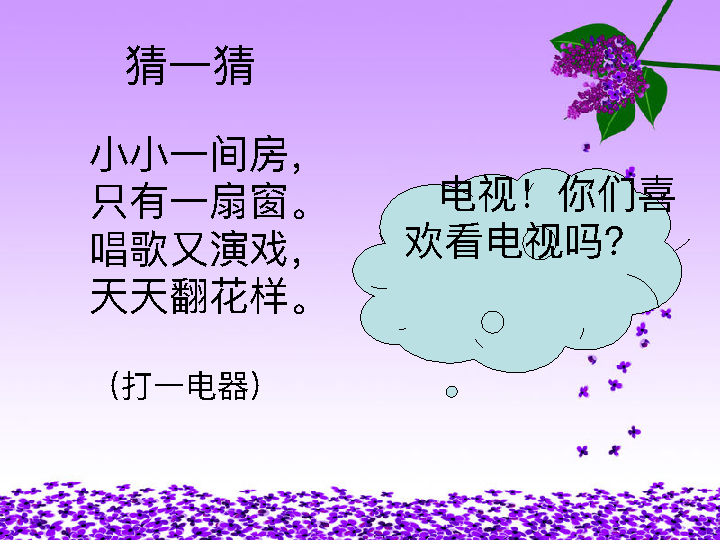 猜一猜
小小一间房，
只有一扇窗。
唱歌又演戏，
天天翻花样。
（打一电器）
电视！你们喜
欢看电视吗？